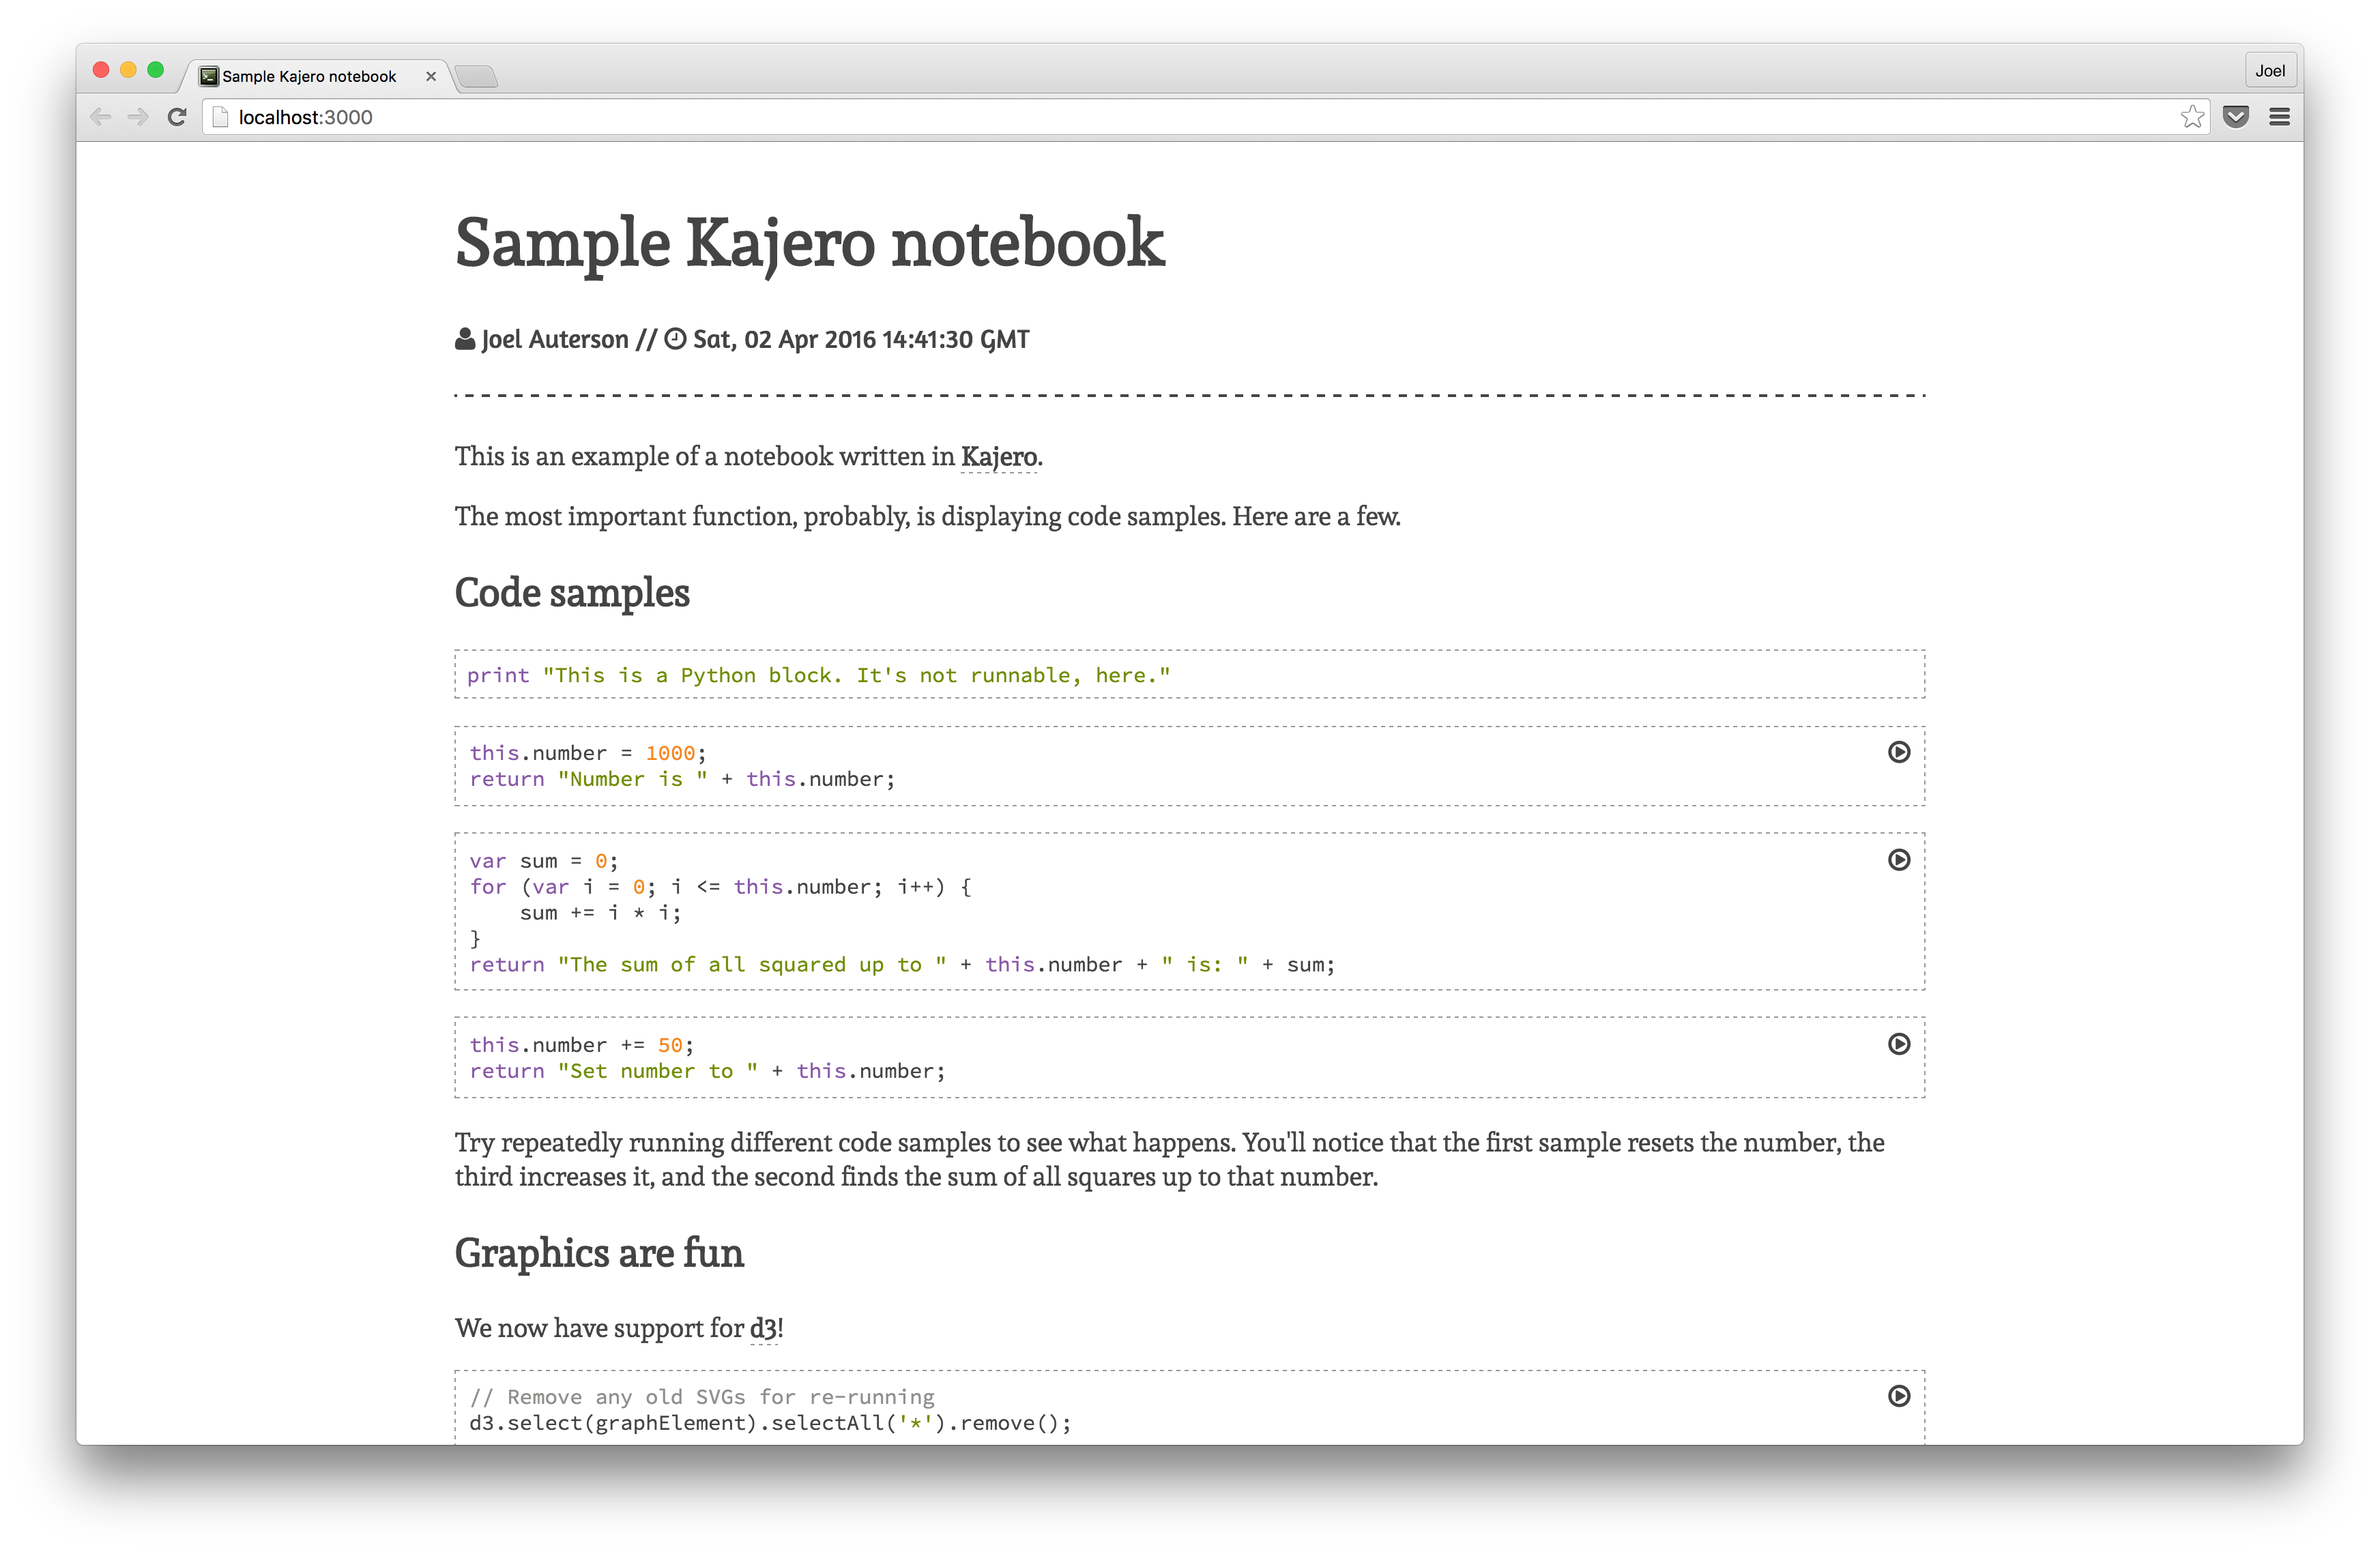 Sample Kajero notebook
Joel
localhost:3000
Sample Kajero notebook
Joel Auterson // Sat, 02 Apr 2016 14:41:30 GMT
This is an example of a notebook written in Kajero.
The most important function, probably, is displaying code samples. Here are a few.
Code samples
print "This is a Python block. It's not runnable, here."
this.number = 1000;
return "Number is " + this.number;
var sum = 0;
for (var i = 0; i <= this.number; i++) {
    sum += i * i;
}
return "The sum of all squared up to " + this.number + " is: " + sum;
this.number += 50;
return "Set number to " + this.number;
Try repeatedly running different code samples to see what happens. You'll notice that the first sample resets the number, the
third increases it, and the second finds the sum of all squares up to that number.
Graphics are fun
We now have support for d3!
// Remove any old SVGs for re-running
d3.select(graphElement).selectAll('*').remove();